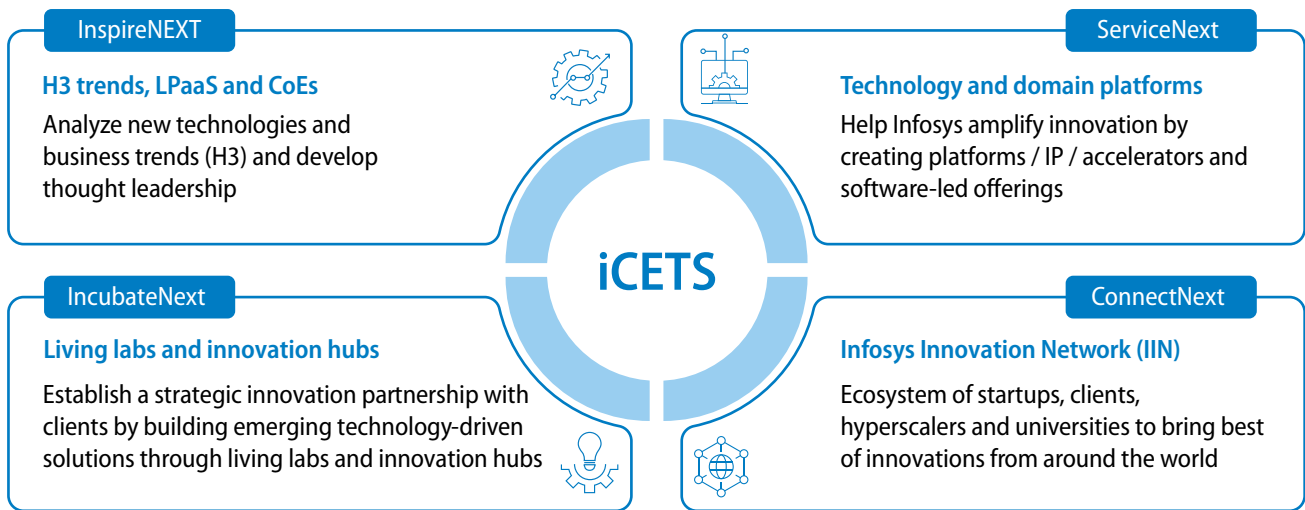 InspireNEXT
H3 trends, LPaaS and CoEs
Analyze new technologies and
business trends (H3) and develop
thought leadership
ServiceNext
Technology and domain platforms
Help Infosys amplify innovation by
creating platforms / IP / accelerators and
software-led offerings
iCETS
IncubateNext
Living labs and innovation hubs
Establish a strategic innovation partnership with
clients by building emerging technology-driven
solutions through living labs and innovation hubs
ConnectNext
Infosys Innovation Network (IIN)
Ecosystem of startups, clients,
hyperscalers and universities to bring best
of innovations from around the world